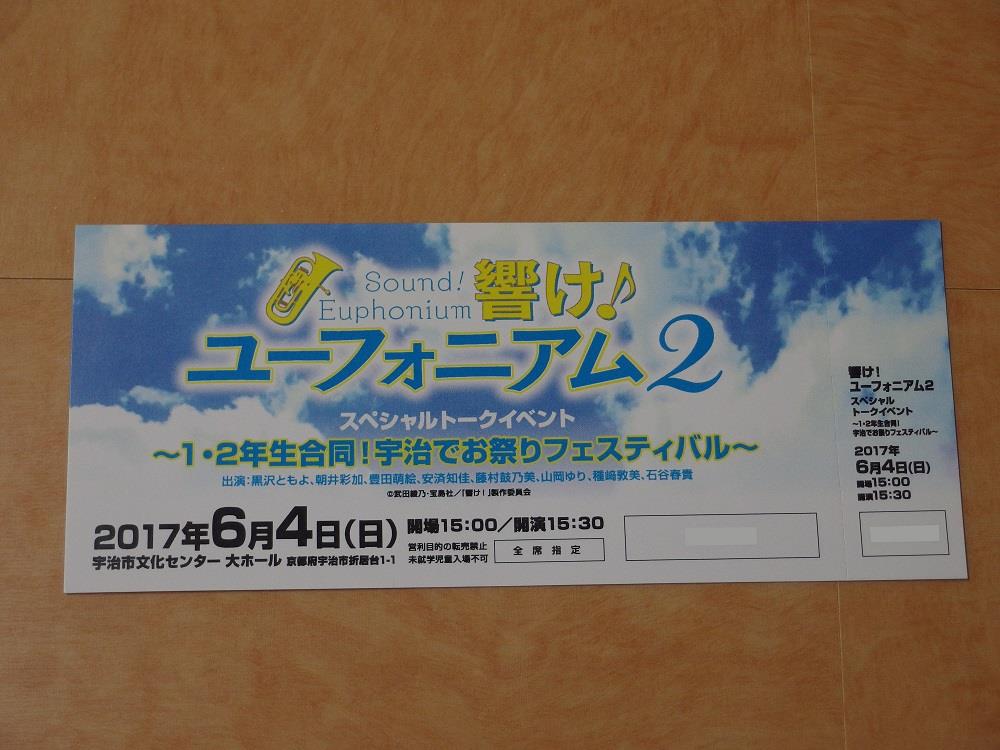 Sound!
Euphonium
響け♪
ユーフォニアム2
スペシャルトークイベント
～1・2年生合同!宇治でお祭りフェスティバル～
出演:黒沢ともよ、朝井彩加、豊田萌絵、安済知佳、藤村鼓乃美、山岡ゆり、種﨑敦美、石谷春貴
©武田綾乃・宝島社/「響け!」製作委員会
2017年6月4日(日)
開場15:00/開演15:30
宇治市文化センター 大ホール 京都府宇治市折居台1-1
営利目的の転売禁止
未就学児童入場不可
全席指定
響け!
ユーフォニアム2
スペシャル
トークイベント
～1・2年生合同!
宇治でお祭りフェスティバル～
2017年
6月4日(日)
開場15:00
開演15:30